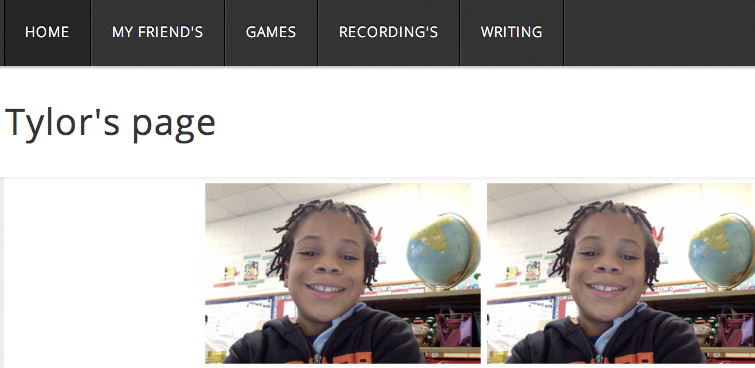 HOME MY FRIEND'S GAMES RECORDING'S WRITING
Tylor's page